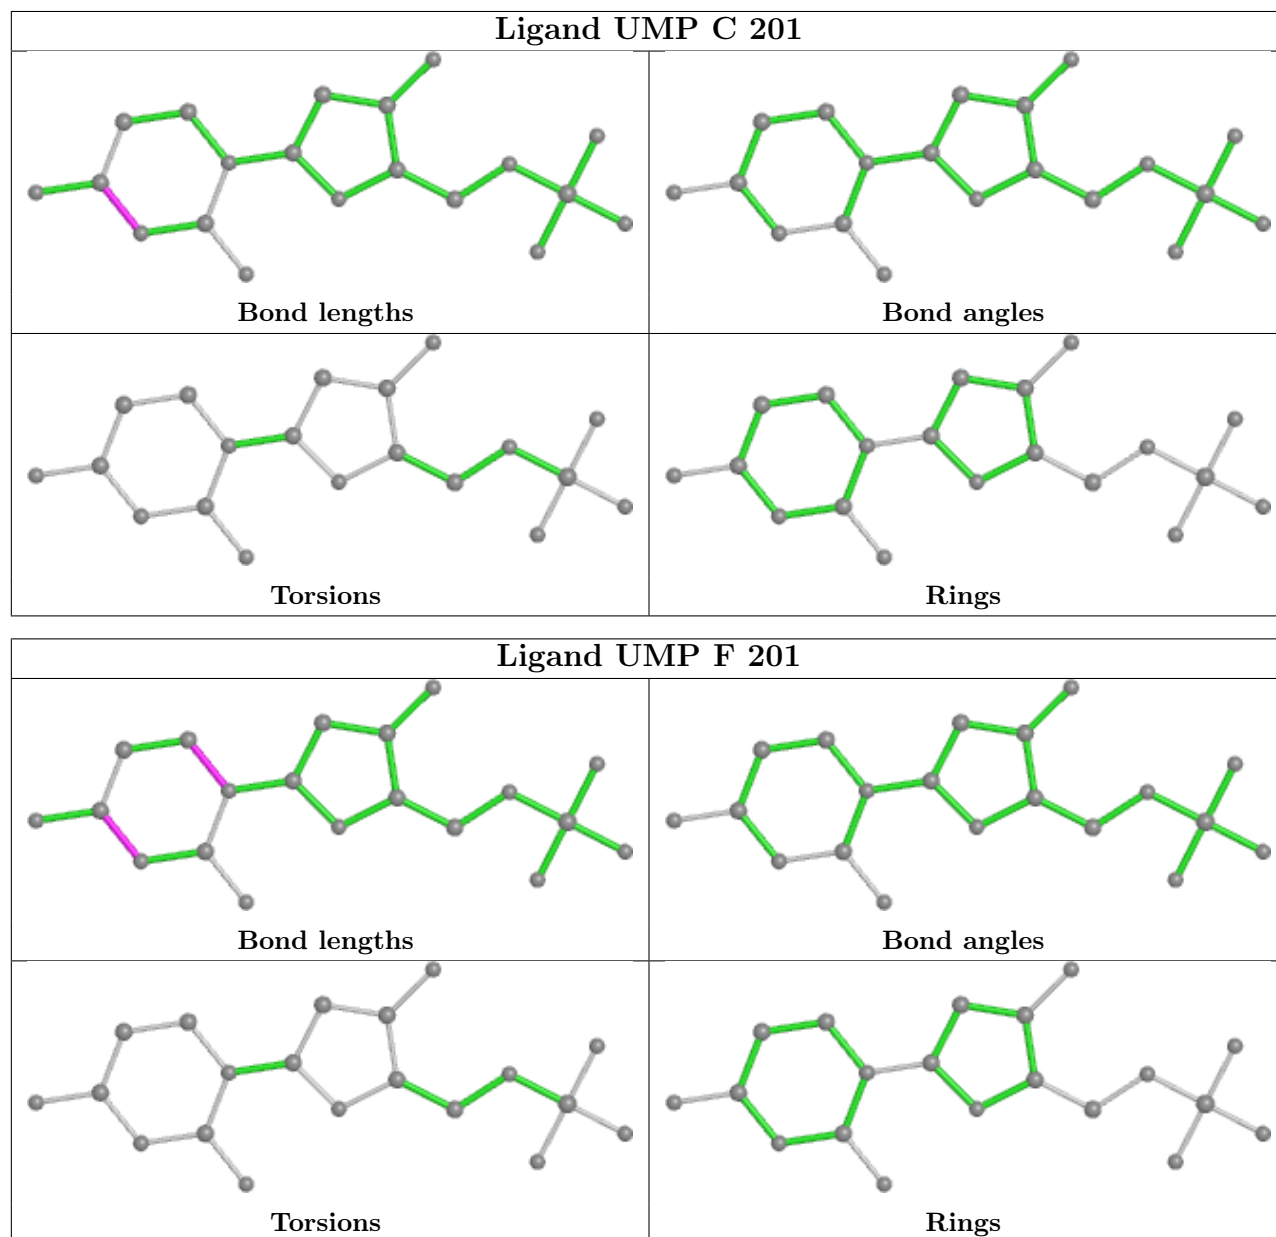 Ligand UMP C 201
Bond lengths
Bond angles
Torsions
Rings
Ligand UMP F 201
Bond lengths
Bond angles
Torsions
Rings